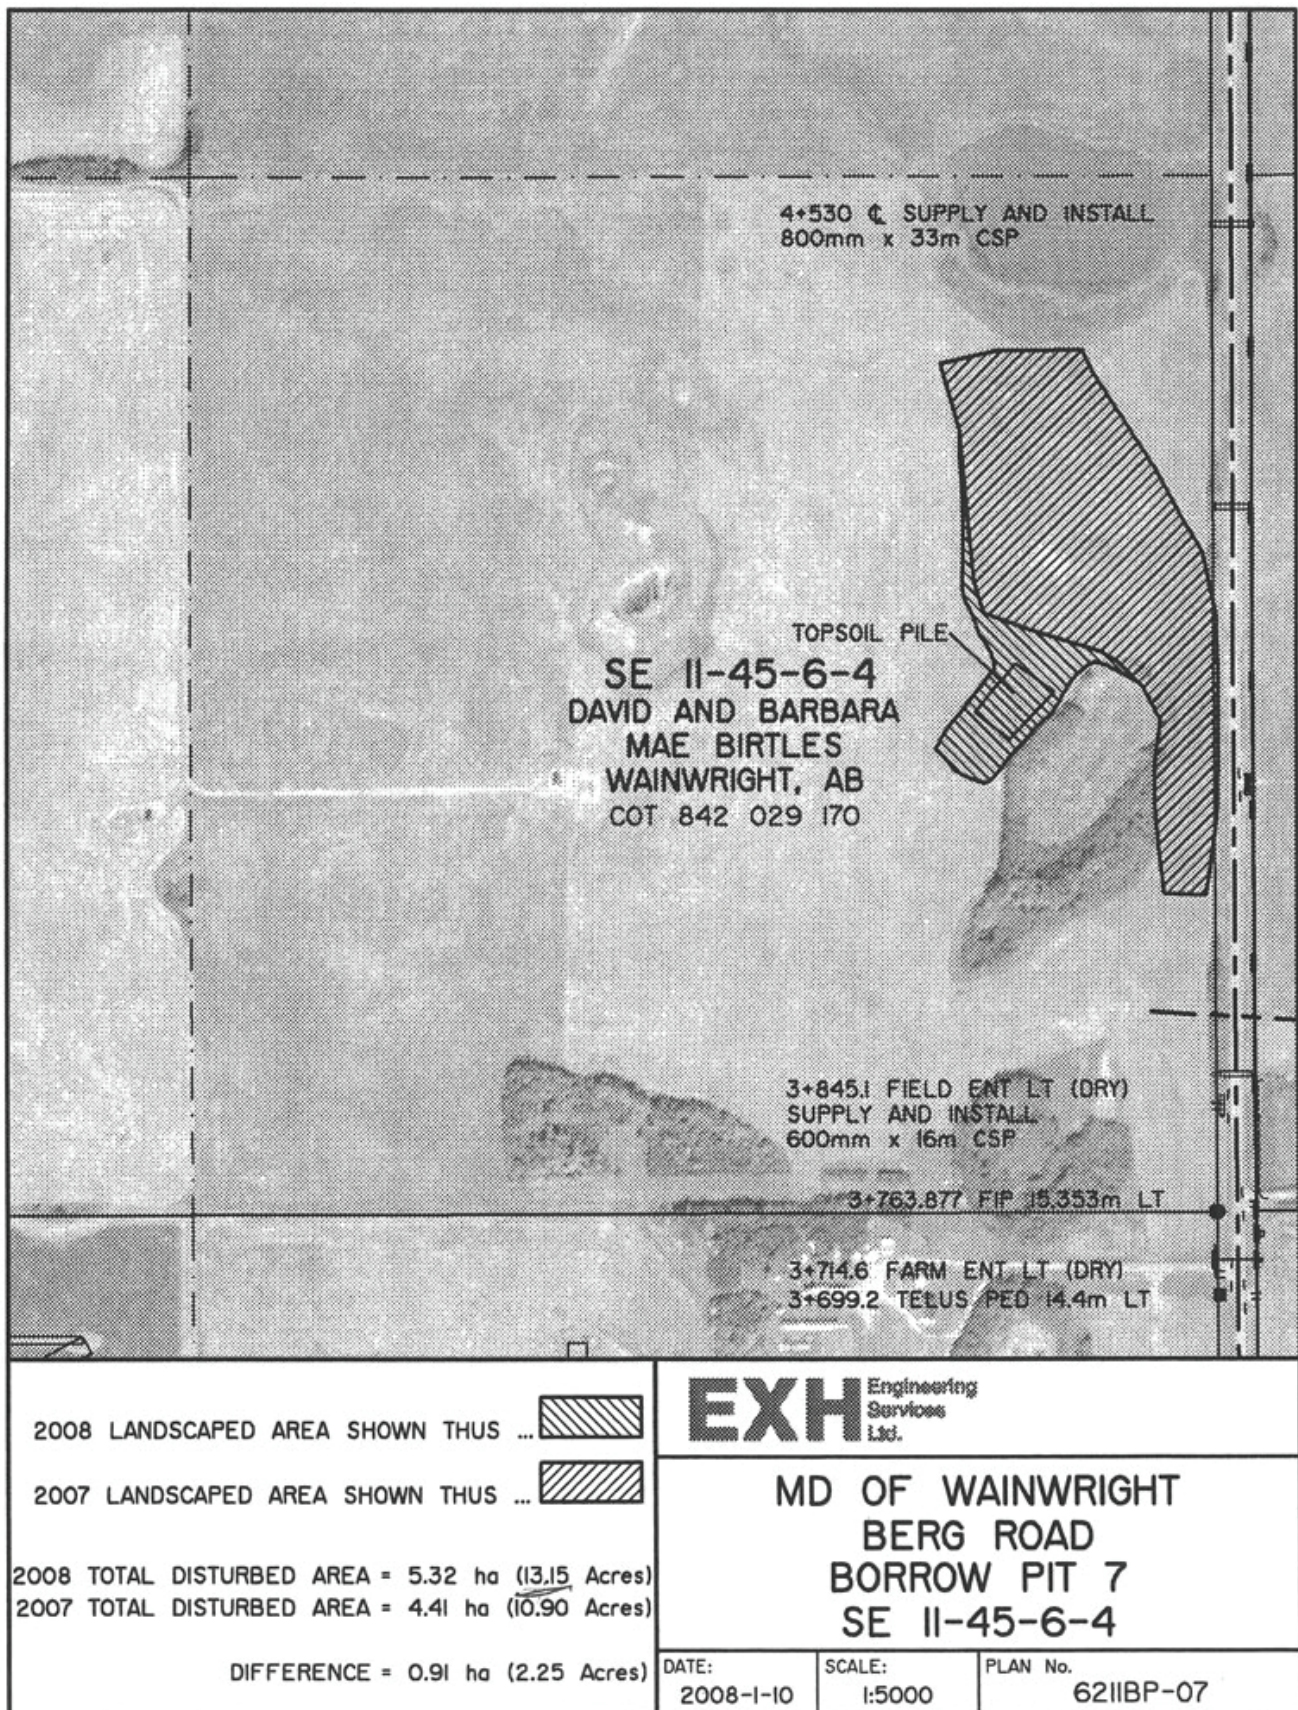 4+530 ℄ SUPPLY AND INSTALL
800mm x 33m CSP
TOPSOIL PILE
SE 11-45-6-4
DAVID AND BARBARA
MAE BIRTLES
WAINWRIGHT, AB
COT 842 029 170
3+845.1 FIELD ENT LT (DRY)
SUPPLY AND INSTALL
600mm x 16m CSP
3+763.877 FIP 15.353m LT
3+714.6 FARM ENT LT (DRY)
3+699.2 TELUS PED 14.4m LT
2008 LANDSCAPED AREA SHOWN THUS ...
2007 LANDSCAPED AREA SHOWN THUS ...
2008 TOTAL DISTURBED AREA = 5.32 ha (13.15 Acres)
2007 TOTAL DISTURBED AREA = 4.41 ha (10.90 Acres)
DIFFERENCE = 0.91 ha (2.25 Acres)
EXH Engineering
Services
Ltd.
MD OF WAINWRIGHT
BERG ROAD
BORROW PIT 7
SE 11-45-6-4
DATE:
2008-1-10
SCALE:
1:5000
PLAN No.
6211BP-07